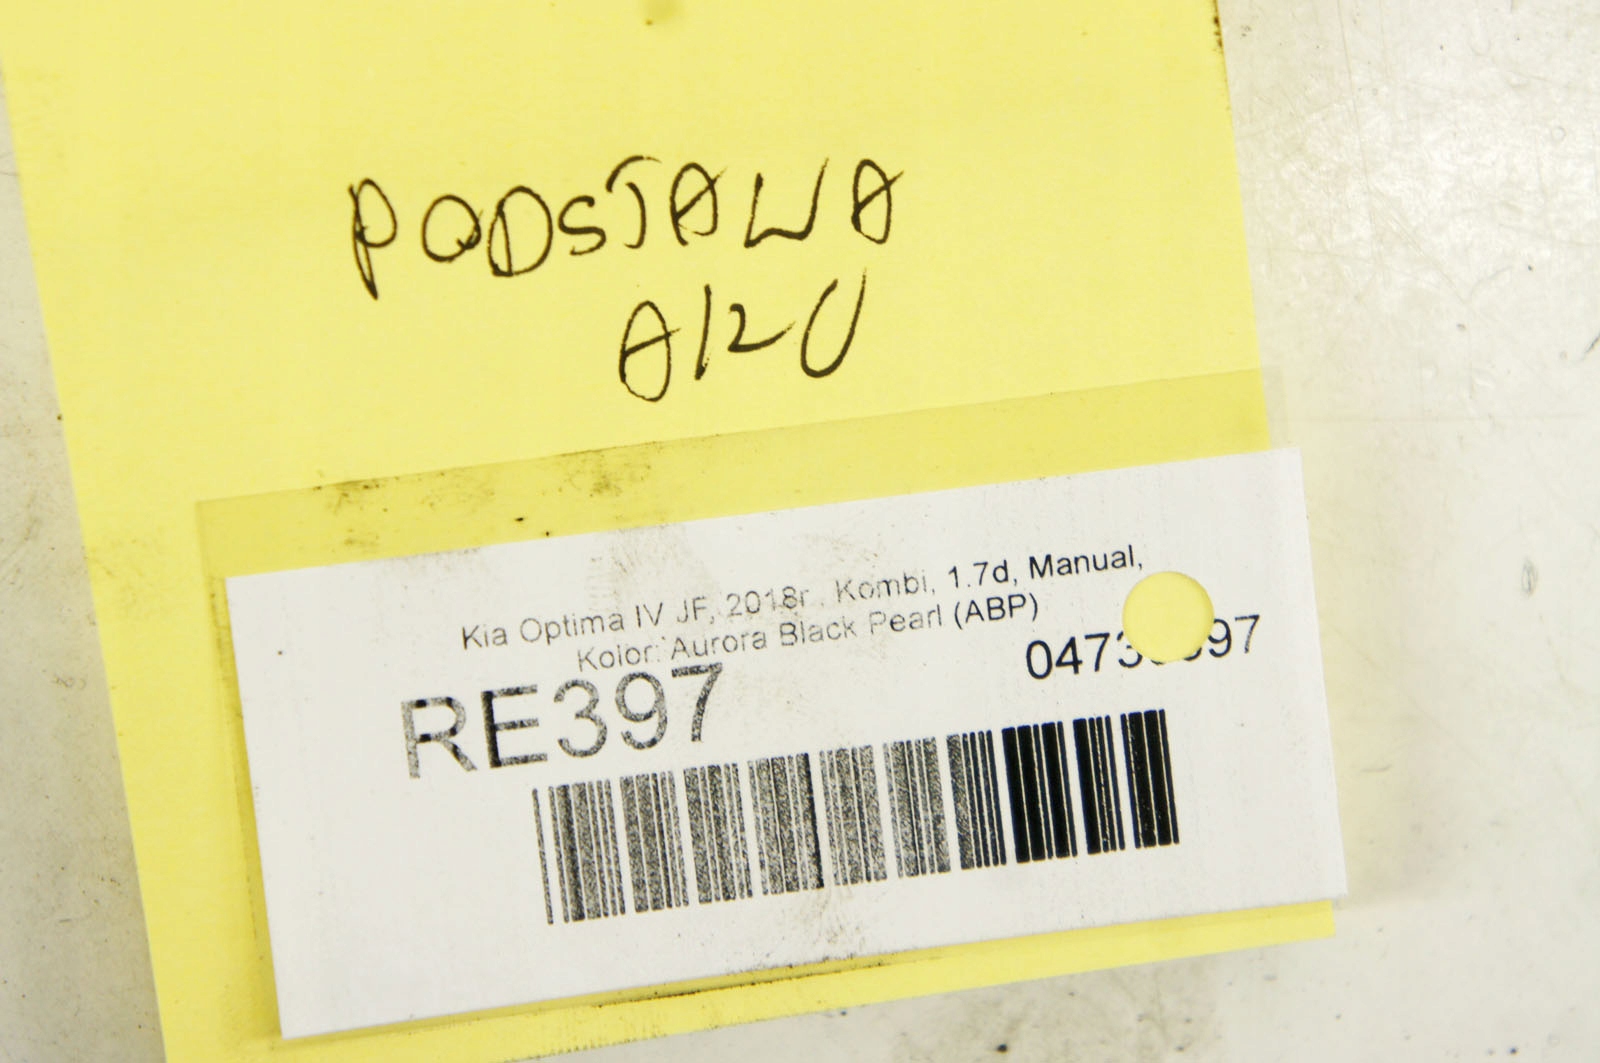 PODSTAWA
AKU
Kia Optima IV JF, 2018r., Kombi, 1.7d, Manual,
Kolor: Aurora Black Pearl (ABP)
RE397